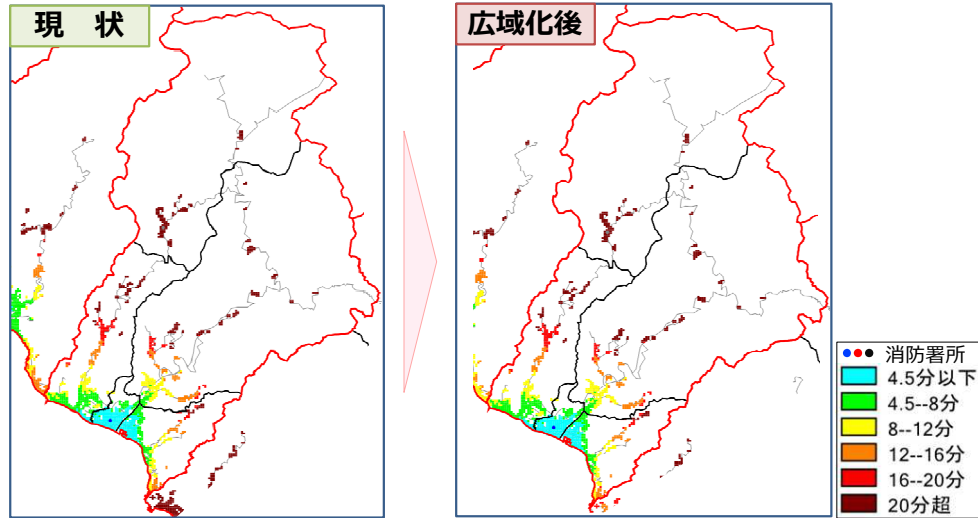 現 状
広域化後
消防署所
4.5分以下
4.5--8分
8--12分
12--16分
16--20分
20分超